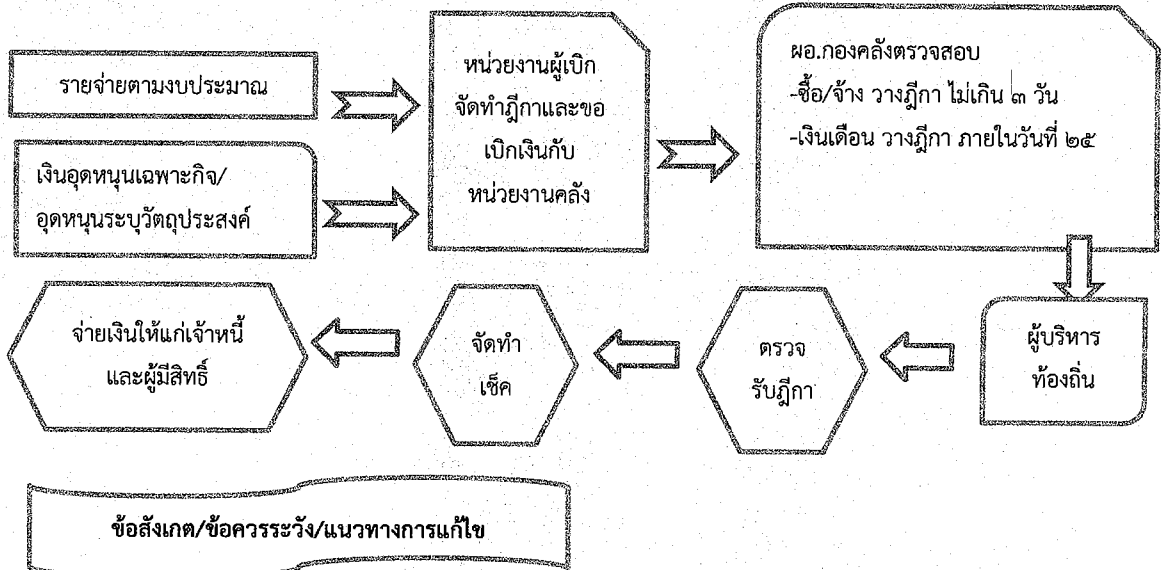 รายจ่ายตามงบประมาณ
เงินอุดหนุนเฉพาะกิจ/
อุดหนุนระบุวัตถุประสงค์
หน่วยงานผู้เบิก
จัดทำฎีกาและขอ
เบิกเงินกับ
หน่วยงานคลัง
ผอ.กองคลังตรวจสอบ
-ซื้อ/จ้าง วางฎีกา ไม่เกิน ๓ วัน
-เงินเดือน วางฎีกา ภายในวันที่ ๒๕
ผู้บริหาร
ท้องถิ่น
ตรวจ
รับฎีกา
จัดทำ
เช็ค
จ่ายเงินให้แก่เจ้าหนี้
และผู้มีสิทธิ์
ข้อสังเกต/ข้อควรระวัง/แนวทางการแก้ไข